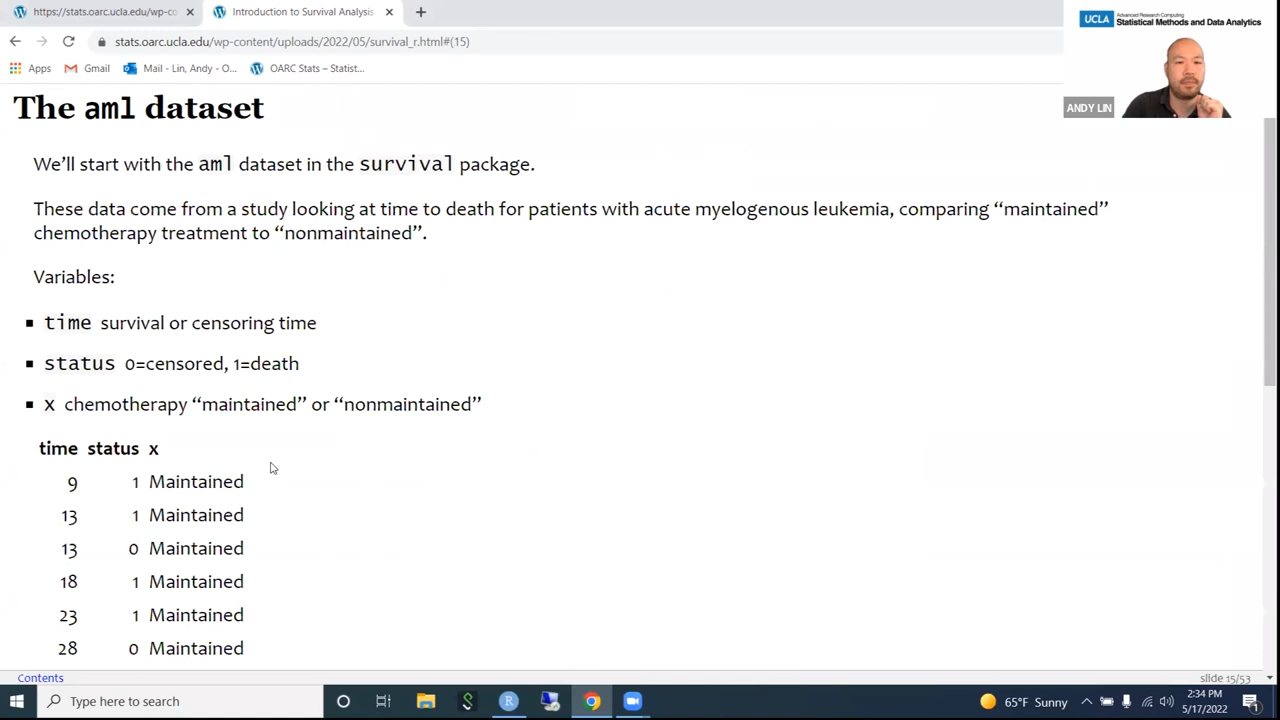 https://stats.oarc.ucla.edu/wp-co
Introduction to Survival Analysis
stats.oarc.ucla.edu/wp-content/uploads/2022/05/survival_r.html#(15)
Apps
Gmail
Mail - Lin, Andy - O...
OARC Stats – Statist...
UCLA
Advanced Research Computing
Statistical Methods and Data Analytics
ANDY LIN
The aml dataset
We'll start with the aml dataset in the survival package.
These data come from a study looking at time to death for patients with acute myelogenous leukemia, comparing “maintained”
chemotherapy treatment to “nonmaintained”.
Variables:
time survival or censoring time
status 0=censored, 1=death
x chemotherapy “maintained” or “nonmaintained”
time status x
9 1 Maintained
13 1 Maintained
13 0 Maintained
18 1 Maintained
23 1 Maintained
28 0 Maintained
Contents
slide 15/53
Type here to search
65°F Sunny
2:34 PM
5/17/2022